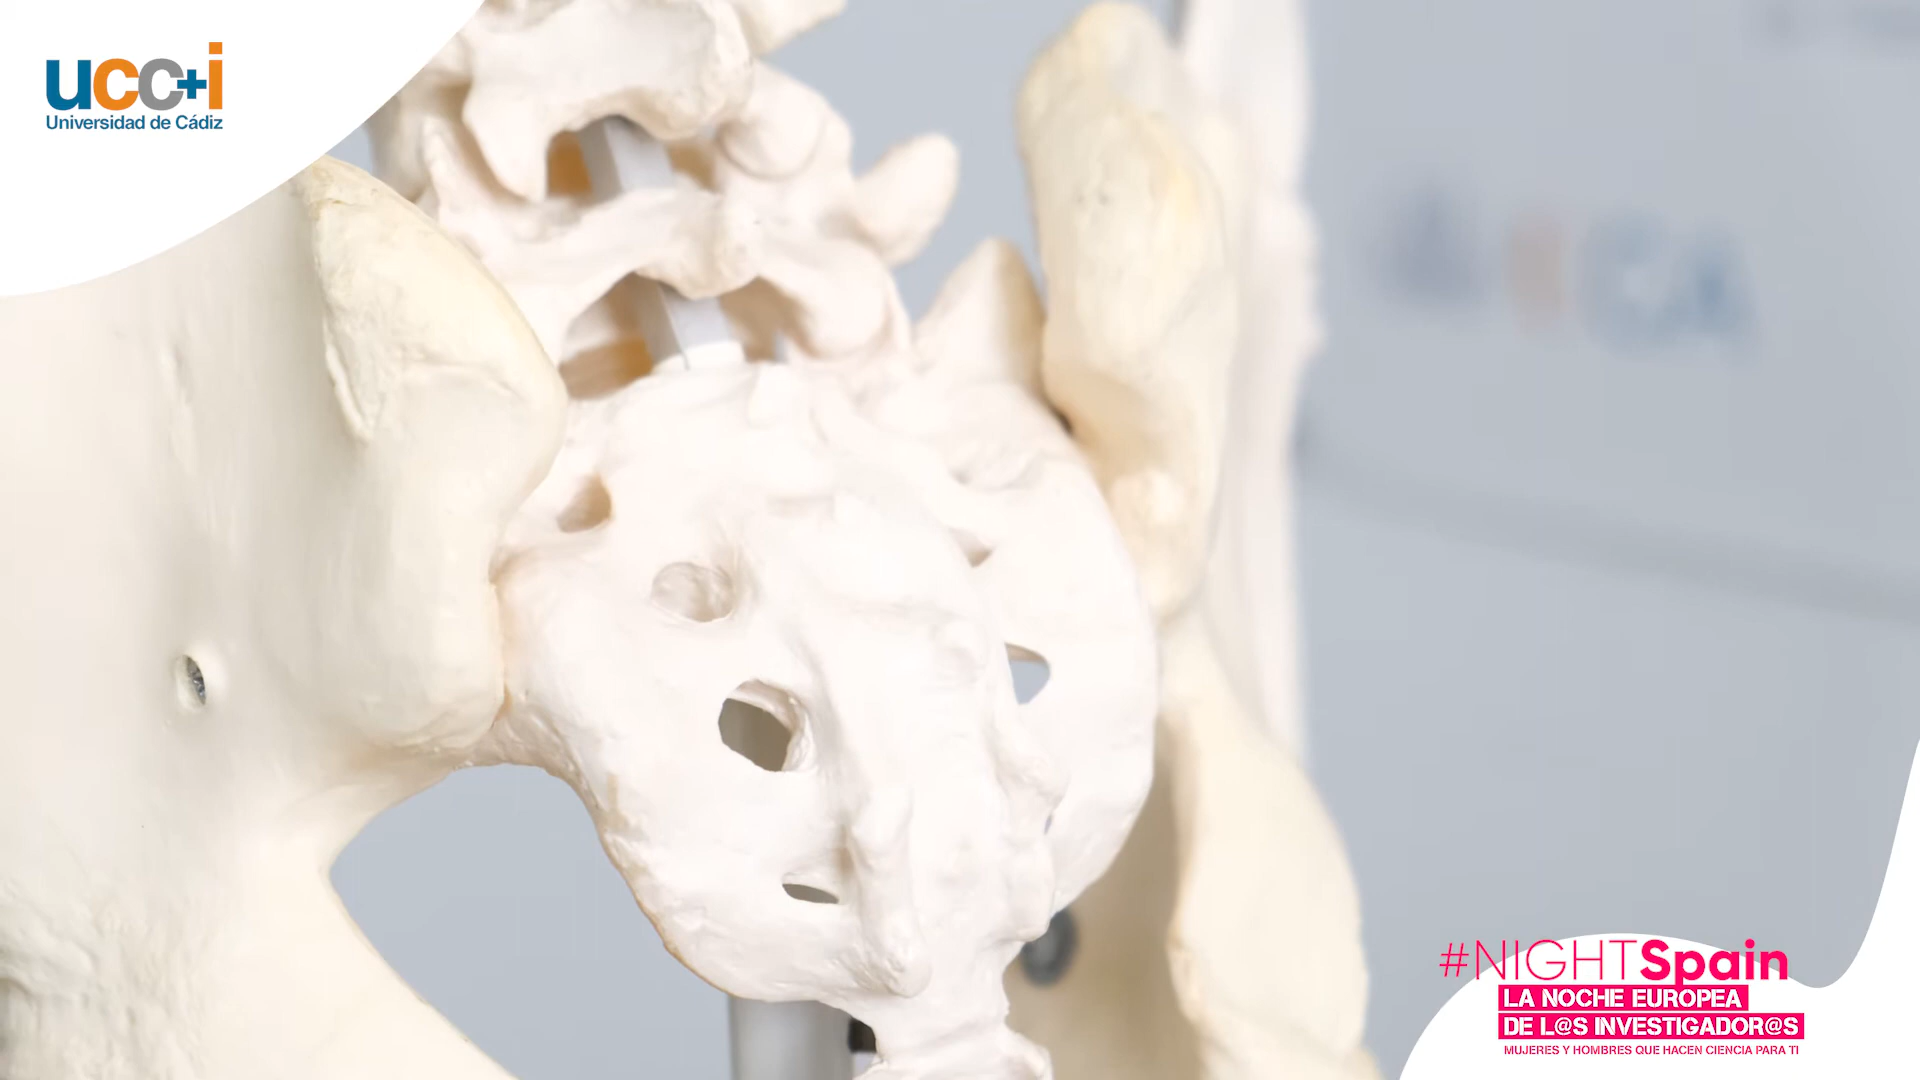 ucc+i
Universidad de Cádiz
#NIGHTSpain
LA NOCHE EUROPEA
DE L@S INVESTIGADOR@S
MUJERES Y HOMBRES QUE HACEN CIENCIA PARA TI